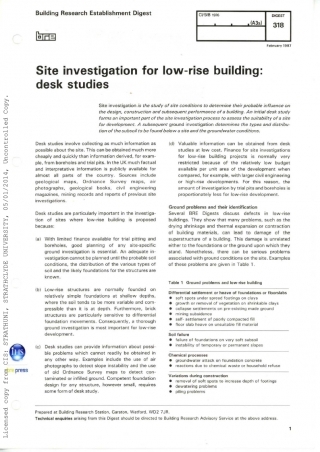 Building Research Establishment Digest
CI/SfB
(A3s)
DIGEST
318
bre
February 1987
Site investigation for low-rise building:
desk studies
Site investigation is the study of site conditions to determine their probable influence on
the design, construction and subsequent performance of a building. An initial desk study
forms an important part of the site investigation process to assess the suitability of a site
for development. A subsequent ground investigation determines the types and distribu-
tion of the subsoil to be found below a site and the groundwater conditions.
Desk studies involve collecting as much information as
possible about the site. This can be obtained much more
cheaply and quickly than information derived, for exam-
ple, from boreholes and trial pits. In the UK much factual
and interpretative information is publicly available for
almost all parts of the country. Sources include
geological maps, Ordnance Survey maps, air
photographs, geological books, civil engineering
magazines, mining records and reports of previous site
investigations.
Desk studies are particularly important in the investiga-
tion of sites where low-rise building is proposed
because:
(a) With limited finance available for trial pitting and
boreholes, good planning of any site-specific
ground investigation is essential. An adequate in-
vestigation cannot be planned until the probable soil
conditions, the distribution of the various types of
soil and the likely foundations for the structures are
known.
(b) Low-rise structures are normally founded on
relatively simple foundations at shallow depths,
where the soil tends to be more variable and com-
pressible than it is at depth. Furthermore, brick
structures are particularly sensitive to differential
foundation movements. Consequently, a thorough
ground investigation is most important for low-rise
development.
(c) Desk studies can provide information about possi-
ble problems which cannot readily be obtained in
any other way. Examples include the use of air
photographs to detect slope instability and the use
of old Ordnance Survey maps to detect con-
taminated or infilled ground. Competent foundation
design for any structure, however small, requires
some form of desk study.
(d) Valuable information can be obtained from desk
studies at low cost. Finance for site investigations
for low-rise projects is normally very restricted
because of the relatively low budget
available per unit area of the development when
compared, for example, with large civil engineering
or high-rise developments. For this reason, the
amount of investigation by trial pits and boreholes is
proportionately less for low-rise developments.
Ground problems and their identification
Several BRE Digests discuss defects in low-rise
buildings. They show that many problems, such as the
drying shrinkage and thermal expansion or contraction
of building materials, can lead to damage of the
superstructure of a building. This damage is unrelated
either to the foundations or the ground upon which they
stand. Nevertheless, there can be serious problems
associated with ground conditions on the site. Examples
of these problems are given in Table 1.
Table 1 Ground problems and low-rise building
Differential settlement or heave of foundations or floorslabs
soft spots under spread footings on clays
growth or removal of vegetation on shrinkable clays
collapse settlements on pre-existing made ground
mining subsidence
self-settlement of poorly compacted fill
floor slab heave on unsuitable fill material
Soil failure
failure of foundations on very soft subsoil
instability of temporary or permanent slopes
Chemical processes
groundwater attack on foundation concrete
reactions due to chemical waste or household refuse
Variations during construction
removal of soft spots to increase depth of footings
dewatering problems
piling problems
Prepared at Building Research Station, Garston, Watford, WD2 7JR.
Technical enquiries arising from this Digest should be directed to Building Research Advisory Service at the above address.
1
Licensed copy from CIS: STRATHUNI, STRATHCLYDE UNIVERSITY, 05/02/2014, Uncontrolled Copy.
ihs
press